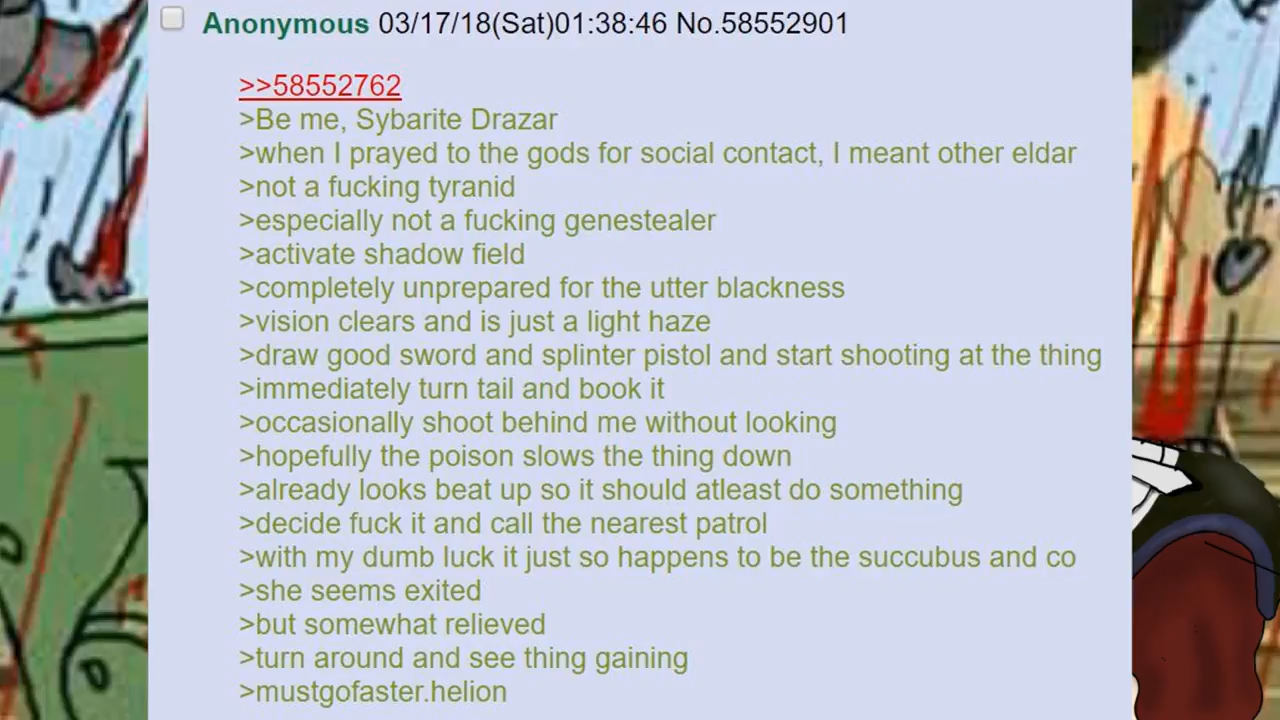 Anonymous 03/17/18(Sat)01:38:46 No.58552901
>>58552762
>Be me, Sybarite Drazar
>when I prayed to the gods for social contact, I meant other eldar
>not a fucking tyranid
>especially not a fucking genestealer
>activate shadow field
>completely unprepared for the utter blackness
>vision clears and is just a light haze
>draw good sword and splinter pistol and start shooting at the thing
>immediately turn tail and book it
>occasionally shoot behind me without looking
>hopefully the poison slows the thing down
>already looks beat up so it should atleast do something
>decide fuck it and call the nearest patrol
>with my dumb luck it just so happens to be the succubus and co
>she seems exited
>but somewhat relieved
>turn around and see thing gaining
>mustgofaster.helion